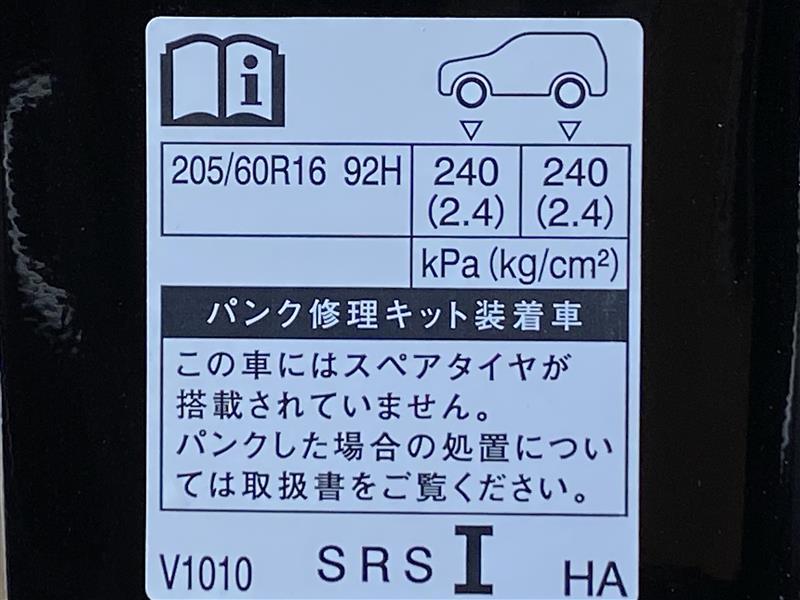 i
205/60R16 92H 240 240
(2.4) (2.4)
kPa(kg/cm²)
パンク修理キット装着車
この車にはスペアタイヤが
搭載されていません。
パンクした場合の処置につい
ては取扱書をご覧ください。
V1010 SRS I HA